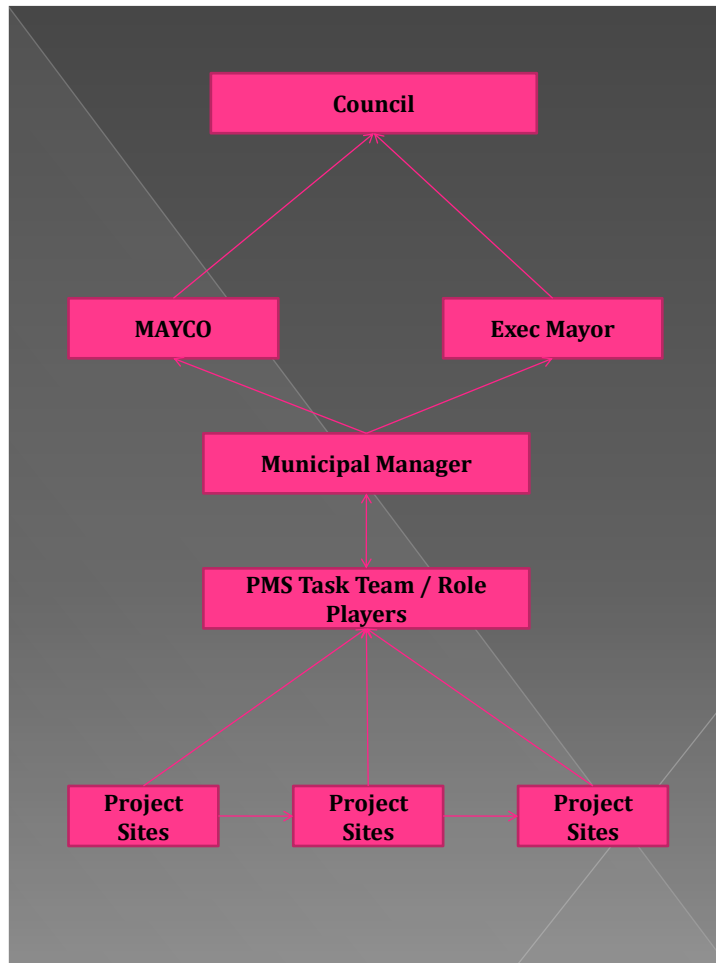 Council
MAYCO
Exec Mayor
Municipal Manager
PMS Task Team / Role
Players
Project
Sites
Project
Sites
Project
Sites